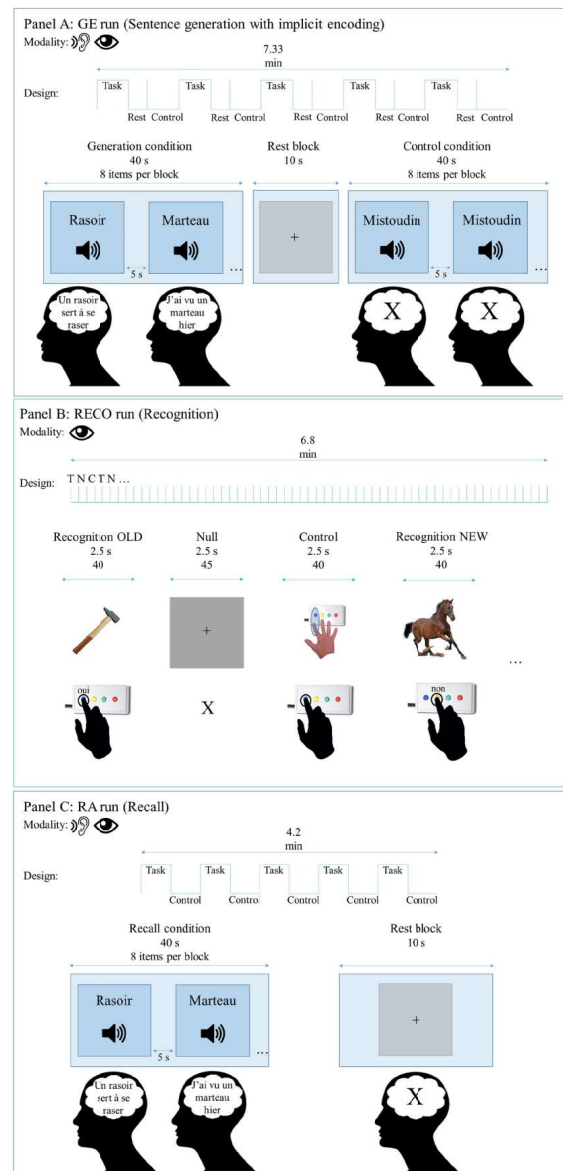 Panel A: GE run (Sentence generation with implicit encoding)
Modality:
7.33
min
Design:
Task Task Task Task Task
Rest Control Rest Control Rest Control Rest Control Rest Control
Generation condition
40 s
8 items per block
Rest block
10 s
Control condition
40 s
8 items per block
Rasoir
Marteau
5 s
...
+
Mistoudin
Mistoudin
5 s
...
Un rasoir
sert à se
raser
J'ai vu un
marteau
hier
X
X
Panel B: RECO run (Recognition)
Modality:
6.8
min
Design:
T N C T N ...
Recognition OLD
2.5 s
40
Null
2.5 s
45
Control
2.5 s
40
Recognition NEW
2.5 s
40
+
...
oui
X
non
Panel C: RA run (Recall)
Modality:
4.2
min
Design:
Task Task Task Task Task
Control Control Control Control Control
Recall condition
40 s
8 items per block
Rest block
10 s
Rasoir
Marteau
5 s
...
+
Un rasoir
sert à se
raser
J'ai vu un
marteau
hier
X